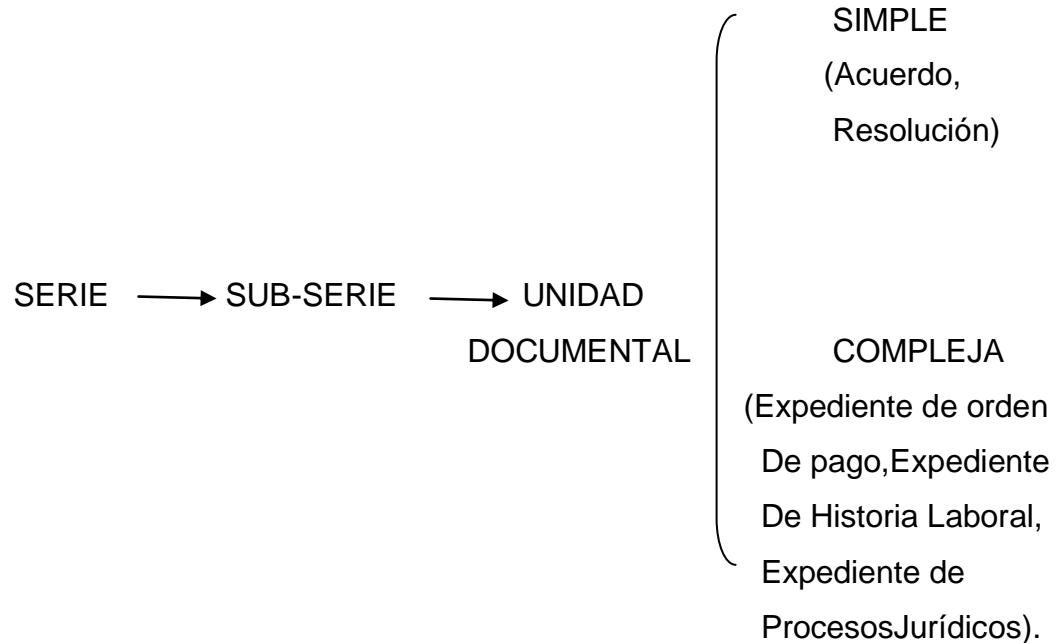 SIMPLE
(Acuerdo,
Resolución)
SERIE SUB-SERIE UNIDAD
DOCUMENTAL
COMPLEJA
(Expediente de orden
De pago,Expediente
De Historia Laboral,
Expediente de
ProcesosJurídicos).